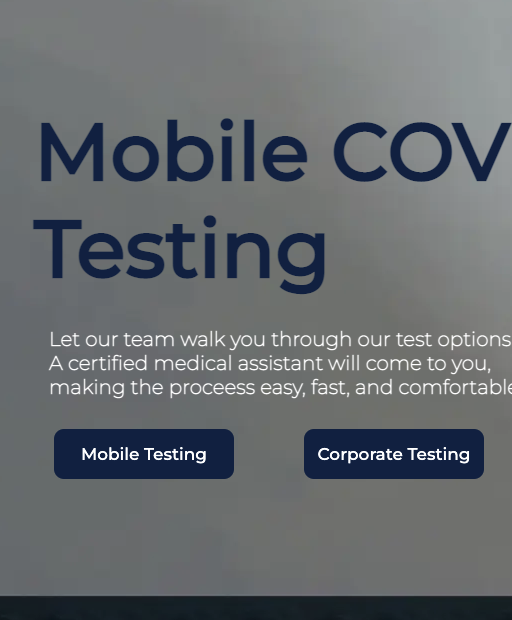 Mobile COV
Testing
Let our team walk you through our test options
A certified medical assistant will come to you,
making the proceess easy, fast, and comfortable
Mobile Testing
Corporate Testing